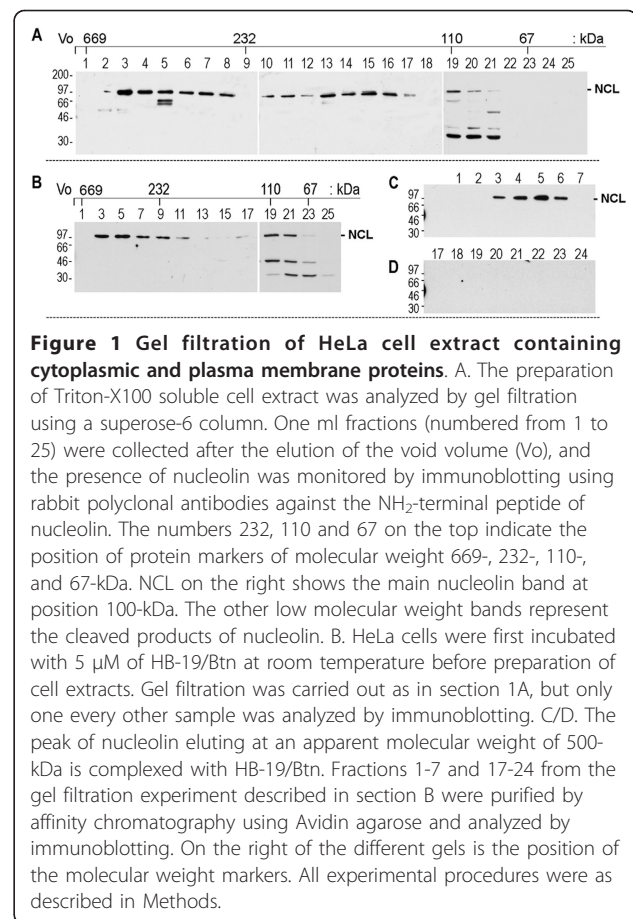 A Vo 669 232 110 67 : kDa
1 2 3 4 5 6 7 8 9 10 11 12 13 14 15 16 17 18 19 20 21 22 23 24 25
200-
97-
66-
46-
30-
- NCL
B Vo 669 232 110 67 : kDa
1 3 5 7 9 11 13 15 17 19 21 23 25
97-
66-
46-
30-
- NCL
C 1 2 3 4 5 6 7
97
66
46
30
- NCL
D 17 18 19 20 21 22 23 24
97-
66
46
30
Figure 1 Gel filtration of HeLa cell extract containing
cytoplasmic and plasma membrane proteins. A. The preparation
of Triton-X100 soluble cell extract was analyzed by gel filtration
using a superose-6 column. One ml fractions (numbered from 1 to
25) were collected after the elution of the void volume (Vo), and
the presence of nucleolin was monitored by immunoblotting using
rabbit polyclonal antibodies against the NH₂-terminal peptide of
nucleolin. The numbers 232, 110 and 67 on the top indicate the
position of protein markers of molecular weight 669-, 232-, 110-,
and 67-kDa. NCL on the right shows the main nucleolin band at
position 100-kDa. The other low molecular weight bands represent
the cleaved products of nucleolin. B. HeLa cells were first incubated
with 5 μM of HB-19/Btn at room temperature before preparation of
cell extracts. Gel filtration was carried out as in section 1A, but only
one every other sample was analyzed by immunoblotting. C/D. The
peak of nucleolin eluting at an apparent molecular weight of 500-
kDa is complexed with HB-19/Btn. Fractions 1-7 and 17-24 from the
gel filtration experiment described in section B were purified by
affinity chromatography using Avidin agarose and analyzed by
immunoblotting. On the right of the different gels is the position of
the molecular weight markers. All experimental procedures were as
described in Methods.